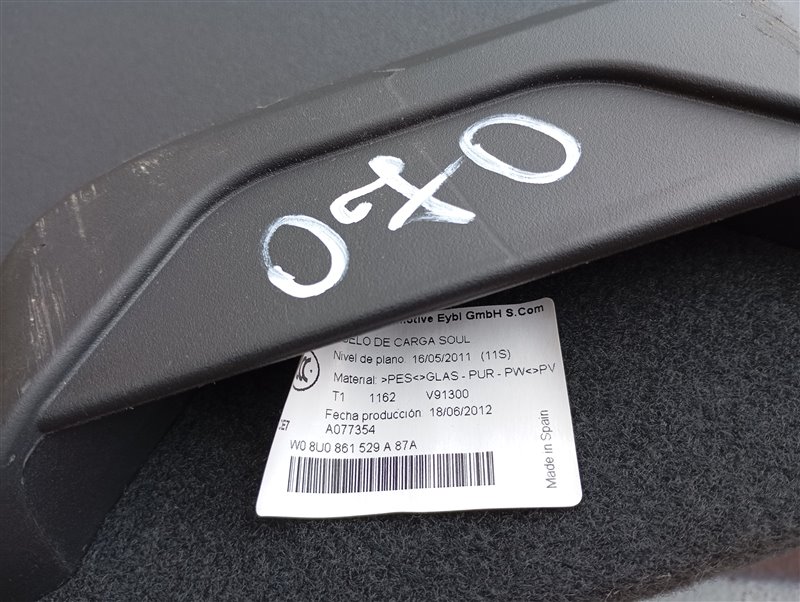 070
Eybl GmbH S.Com
DE CARGA SOUL
Nivel de plano 16/05/2011 (11S)
Material: >PES<>GLAS - PUR - PW<>PV
T1 1162 V91300
Fecha producción 18/06/2012
A077354
W0 8U0 861 529 A 87A
Made in Spain